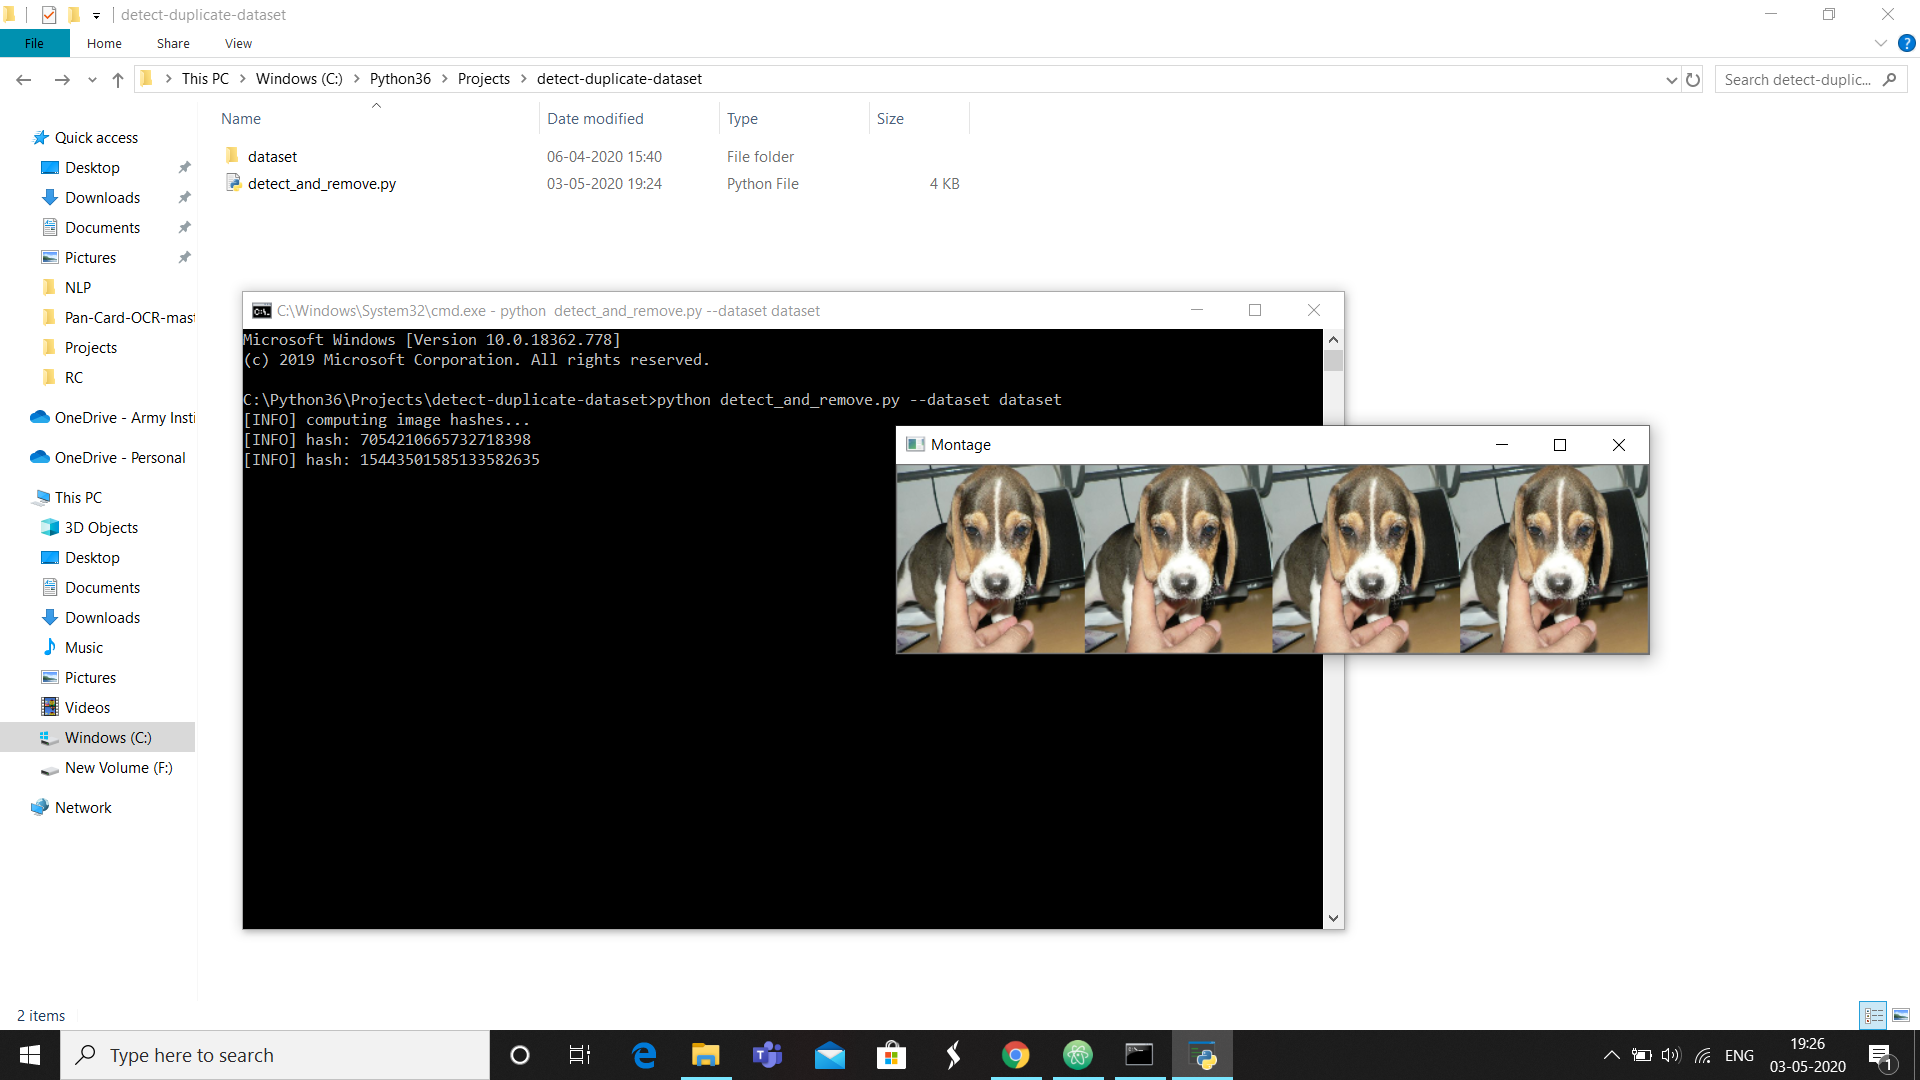 detect-duplicate-dataset
File Home Share View
This PC Windows (C:) Python36 Projects detect-duplicate-dataset
Search detect-duplic...
Name Date modified Type Size
dataset 06-04-2020 15:40 File folder
detect_and_remove.py 03-05-2020 19:24 Python File 4 KB
Quick access
Desktop
Downloads
Documents
Pictures
NLP
Pan-Card-OCR-mast
Projects
RC
OneDrive - Army Insti
OneDrive - Personal
This PC
3D Objects
Desktop
Documents
Downloads
Music
Pictures
Videos
Windows (C:)
New Volume (F:)
Network
C:\Windows\System32\cmd.exe - python  detect_and_remove.py --dataset dataset
Microsoft Windows [Version 10.0.18362.778]
(c) 2019 Microsoft Corporation. All rights reserved.
C:\Python36\Projects\detect-duplicate-dataset>python detect_and_remove.py --dataset dataset
[INFO] computing image hashes...
[INFO] hash: 7054210665732718398
[INFO] hash: 15443501585133582635
Montage
2 items
Type here to search
ENG
19:26
03-05-2020
1